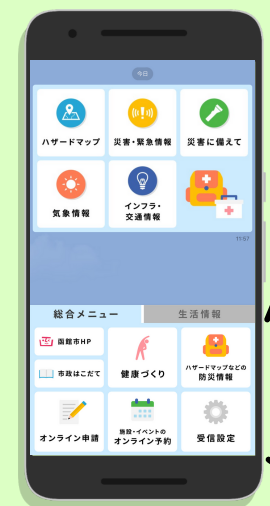 今日
ハザードマップ
災害・緊急情報
災害に備えて
気象情報
インフラ・
交通情報
11:57
総合メニュー
生活情報
函館市HP
市政はこだて
健康づくり
ハザードマップなどの
防災情報
オンライン申請
施設・イベントの
オンライン予約
受信設定